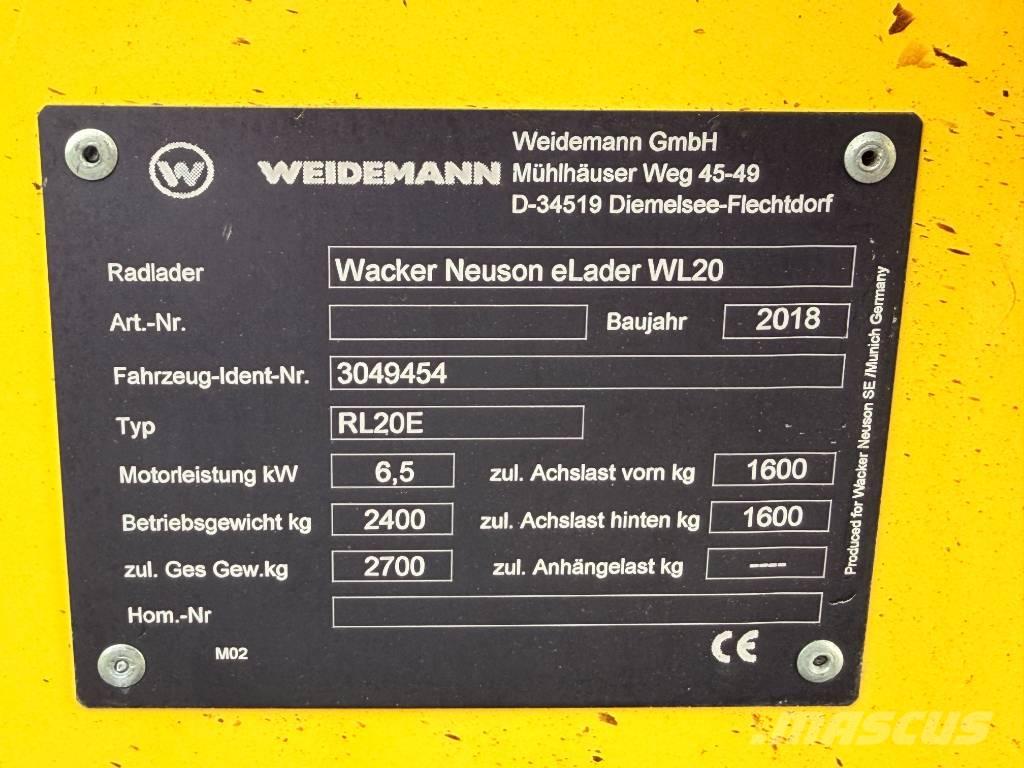 W WEIDEMANN
Weidemann GmbH
Mühlhäuser Weg 45-49
D-34519 Diemelsee-Flechtdorf
Radlader Wacker Neuson eLader WL20
Art.-Nr. Baujahr 2018
Fahrzeug-Ident-Nr. 3049454
Typ RL20E
Motorleistung kW 6,5 zul. Achslast vorn kg 1600
Betriebsgewicht kg 2400 zul. Achslast hinten kg 1600
zul. Ges Gew.kg 2700 zul. Anhängelast kg ----
Hom.-Nr
M02 CE
Produced for Wacker Neuson SE /Munich Germany
MASCUS